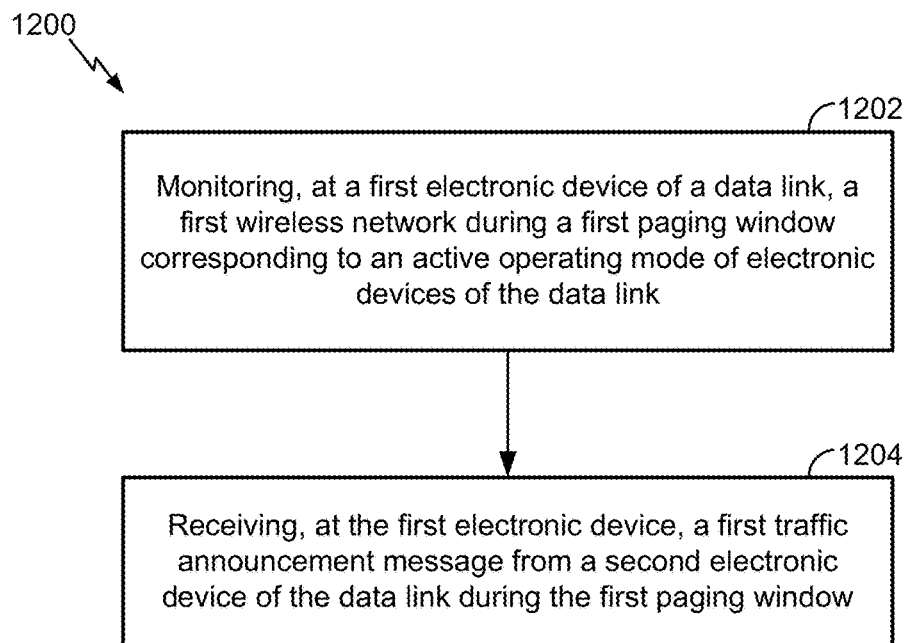 1200
1202
Monitoring, at a first electronic device of a data link, a
first wireless network during a first paging window
corresponding to an active operating mode of electronic
devices of the data link
1204
Receiving, at the first electronic device, a first traffic
announcement message from a second electronic
device of the data link during the first paging window